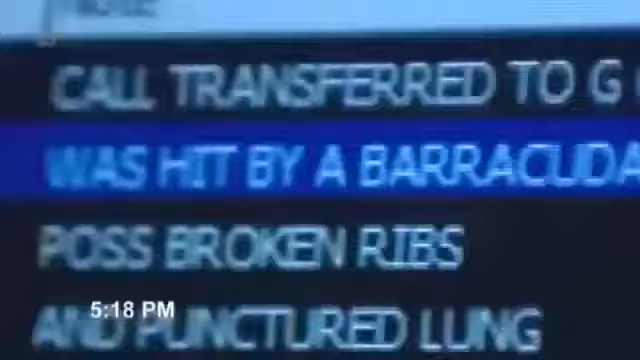 CALL TRANSFERRED TO G
WAS HIT BY A BARRACUDA
POSS BROKEN RIBS
5:18 PM
AND PUNCTURED LUNG